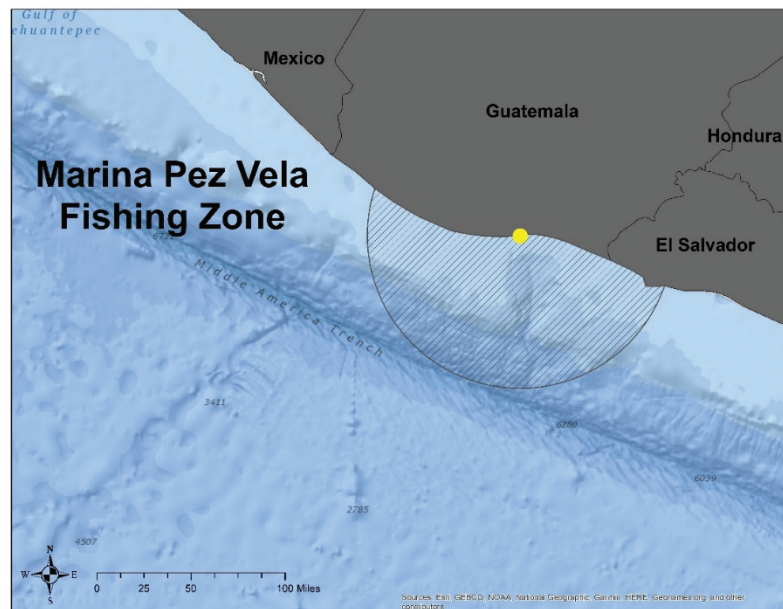 Gulf of
ehuantepec
Mexico
Guatemala
Hondura
Marina Pez Vela
Fishing Zone
El Salvador
Middle America Trench
3411
6260
6039
2785
4507
N
W E
S
0 25 50 100 Miles
Sources: Esri, GEBCO, NOAA, National Geographic, Garmin, HERE, Geonames.org, and other
contributors